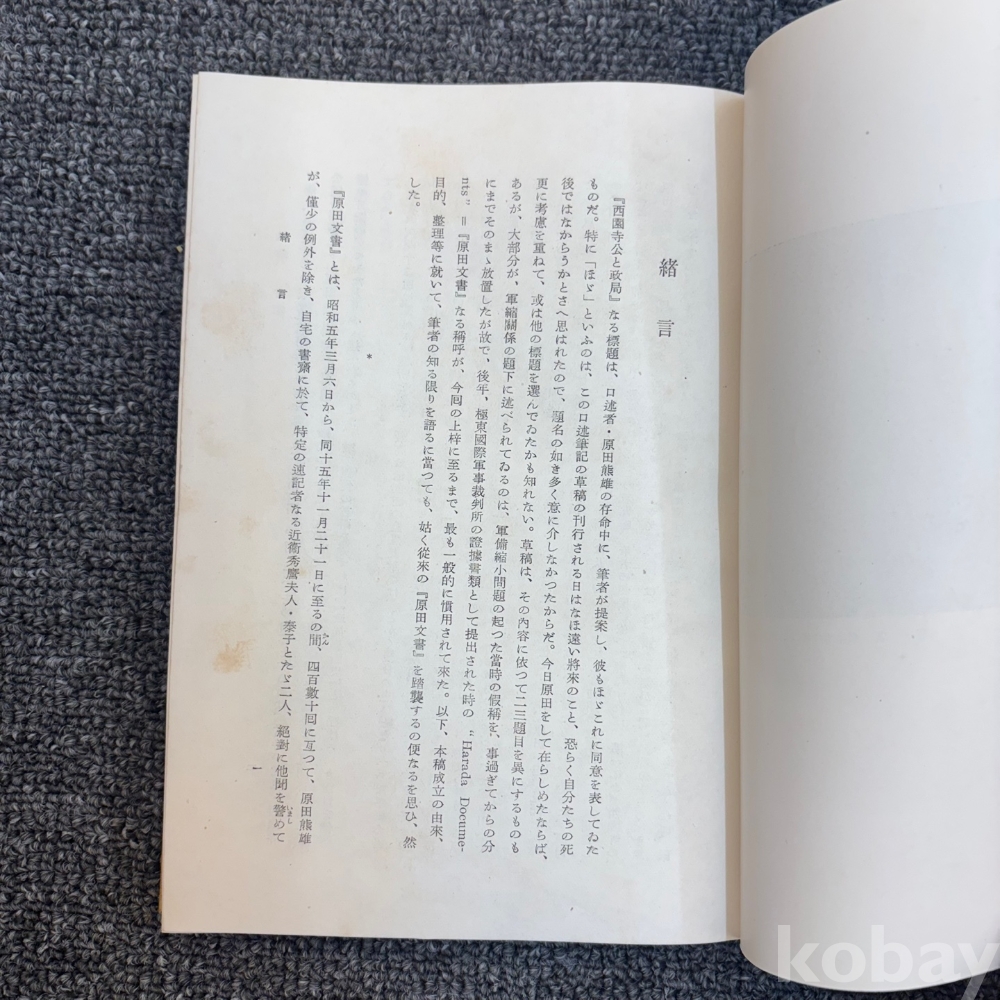 緒言
『西園寺公と政局』なる標題は、口述者・原田熊雄の存命中に、筆者が提案し、彼もほゞこれに同意を表してゐた
ものだ。特に「ほゞ」といふのは、この口述筆記の草稿の刊行される日はなほ遠い將來のこと、恐らく自分たちの死
後ではなからうかとさへ思はれたので、題名の如き多く意に介しなかつたからだ。今日原田をして在らしめたならば、
更に考慮を重ねて、或は他の標題を選んでゐたかも知れない。草稿は、その內容に依つて二三題目を異にするものも
あるが、大部分が、軍縮關係の題下に述べられてゐるのは、軍備縮小問題の起つた當時の假稱を、事過ぎてからの分
にまでそのまゝ放置したが故で、後年、極東國際軍事裁判所の證據書類として提出された時の “Harada Docume-
nts” =『原田文書』なる稱呼が、今囘の上梓に至るまで、最も一般的に慣用されて來た。以下、本稿成立の由來、
目的、整理等に就いて、筆者の知る限りを語るに當つても、姑く從來の『原田文書』を踏襲するの便なるを思ひ、然
した。
*
『原田文書』とは、昭和五年三月六日から、同十五年十一月二十一日に至るの間、四百數十囘に亙つて、原田熊雄
が、僅少の例外を除き、自宅の書齋に於て、特定の速記者なる近衞秀麿夫人・泰子とたゞ二人、絕對に他聞を警めて
緒言
一
kobay